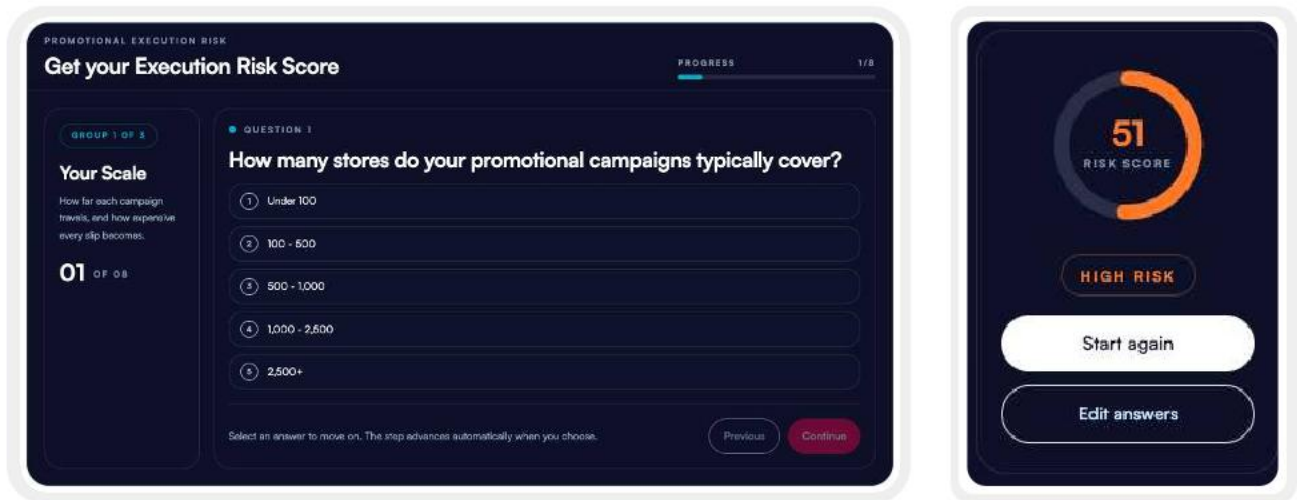 PROMOTIONAL EXECUTION RISK
Get your Execution Risk Score
PROGRESS 1/8
GROUP 1 OF 3
Your Scale
How far each campaign
travels, and how expensive
every slip becomes.
01 OF 08
QUESTION 1
How many stores do your promotional campaigns typically cover?
1 Under 100
2 100 - 500
3 500 - 1,000
4 1,000 - 2,500
5 2,500+
Select an answer to move on. The step advances automatically when you choose.
Previous
Continue
51
RISK SCORE
HIGH RISK
Start again
Edit answers